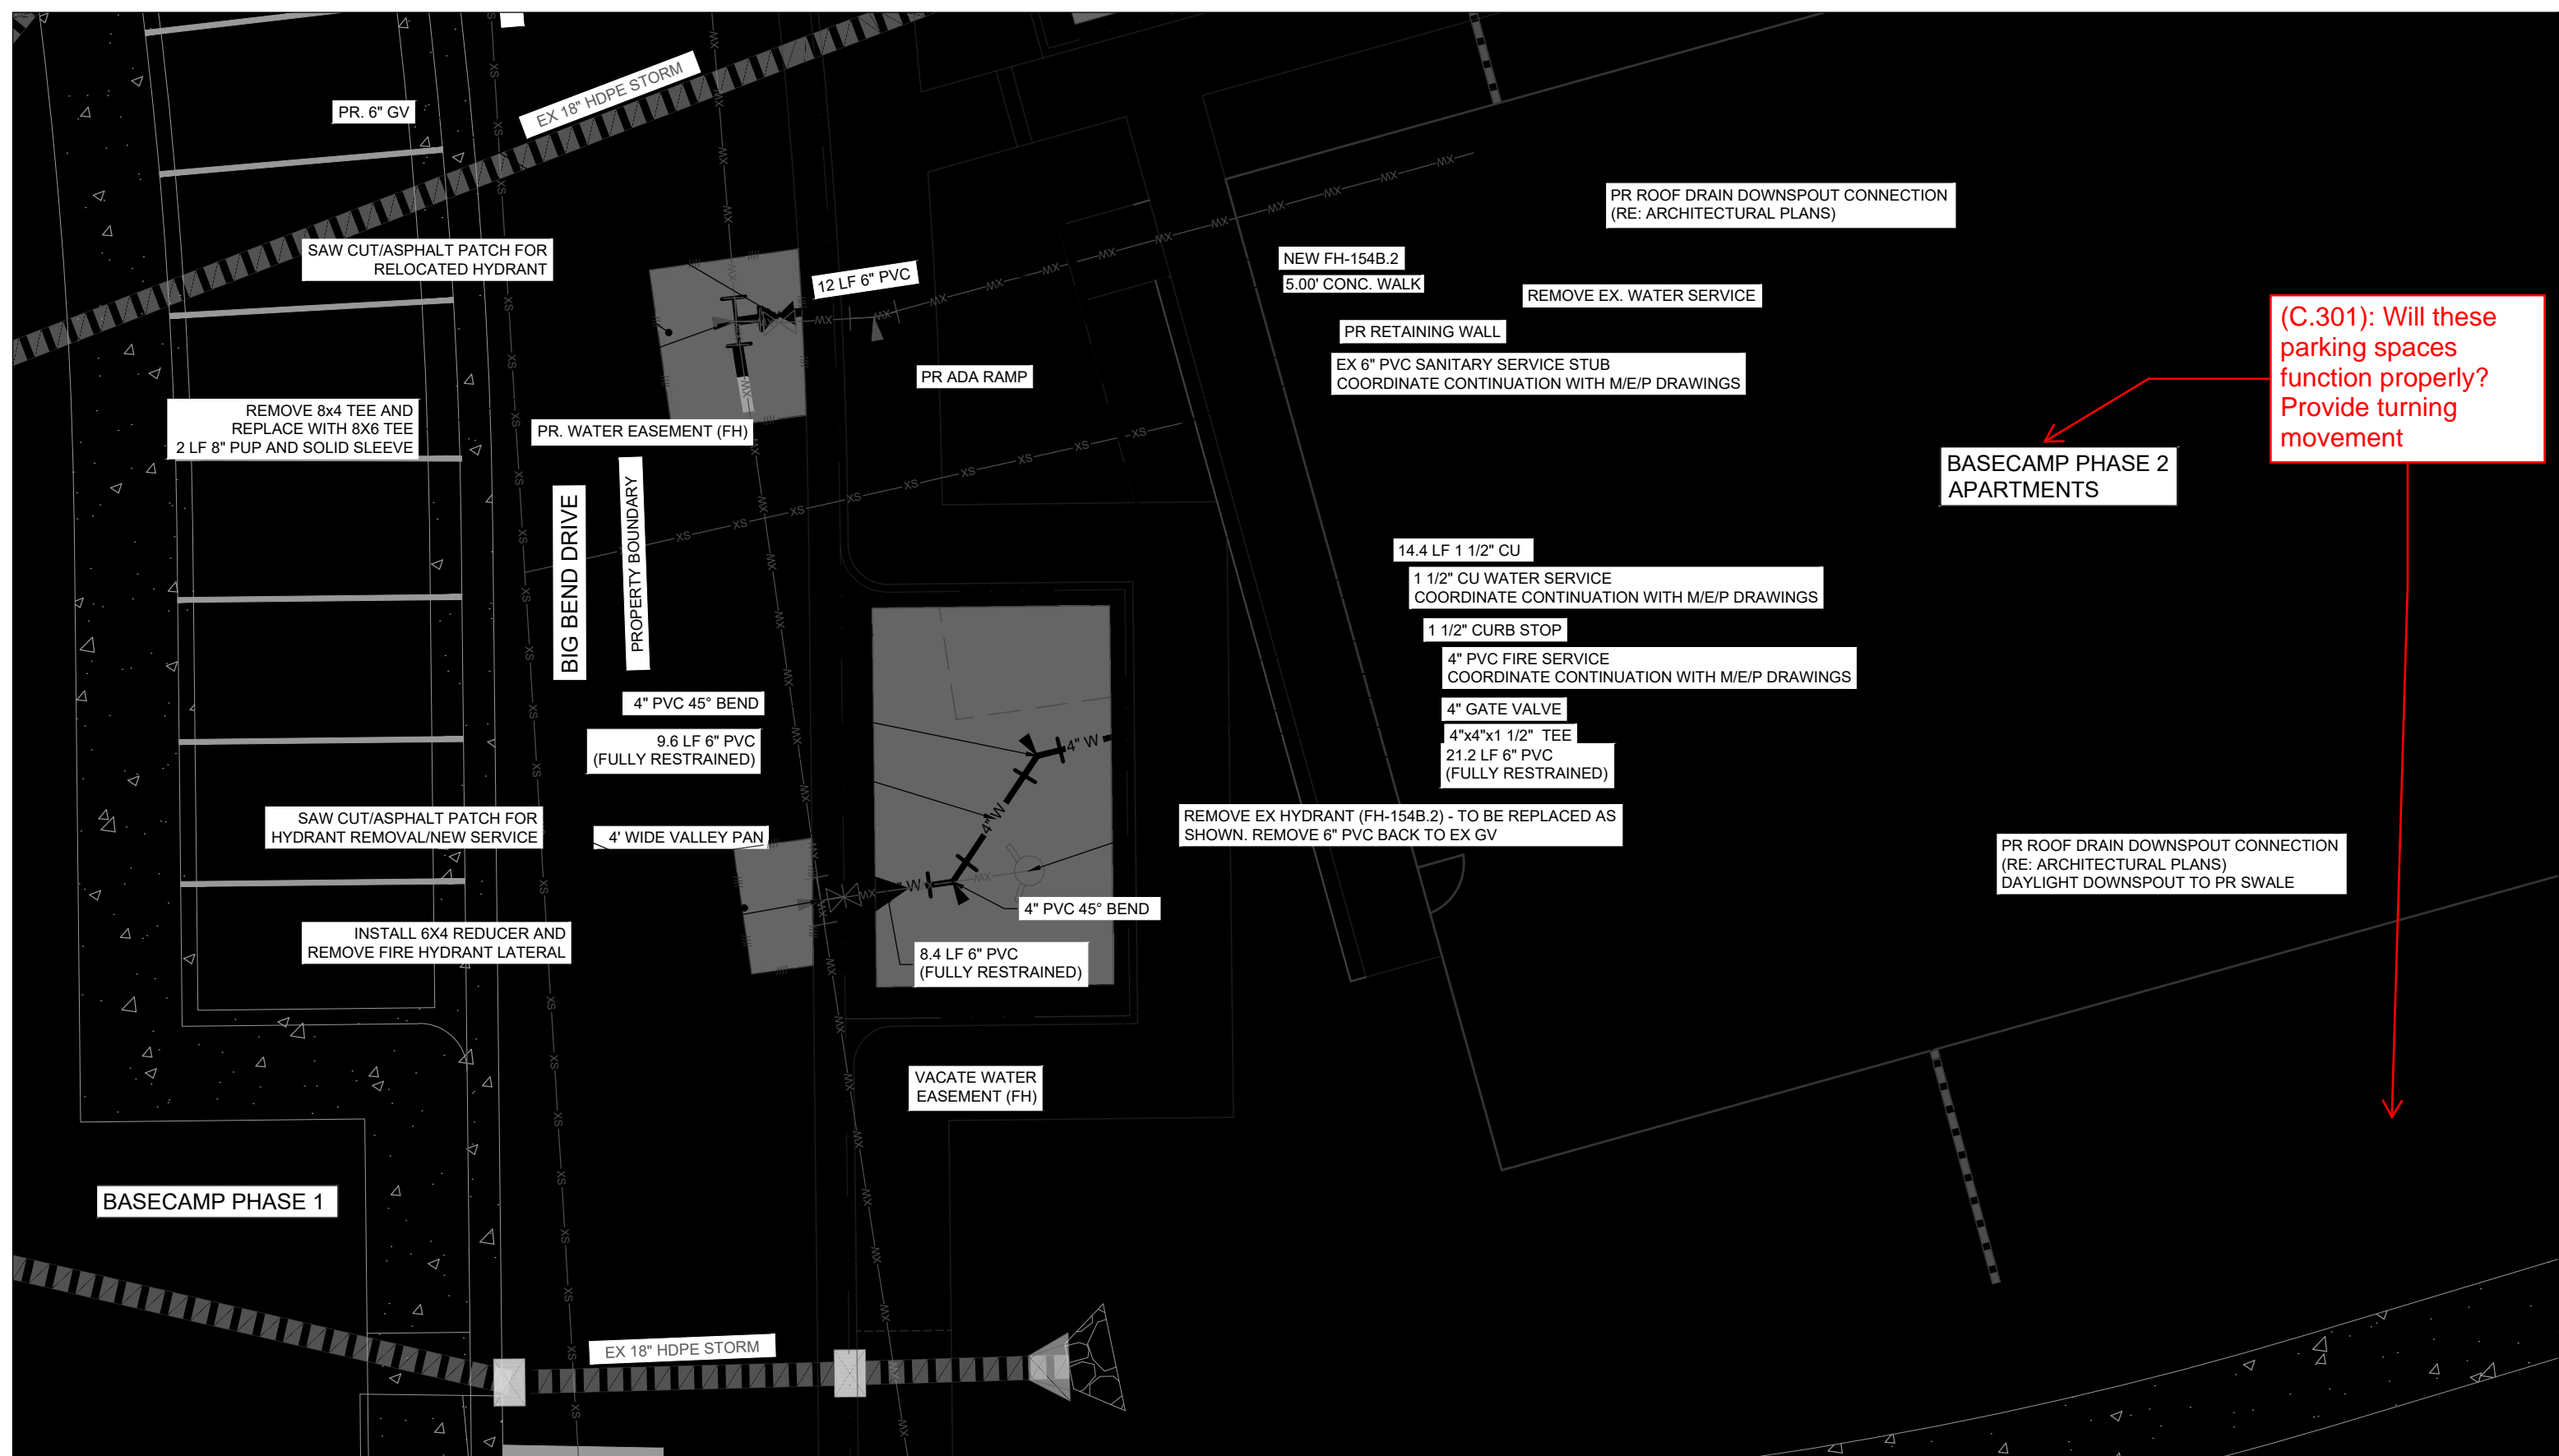 EX 18" HDPE STORM
PR. 6" GV
SAW CUT/ASPHALT PATCH FOR
RELOCATED HYDRANT
12 LF 6" PVC
PR ROOF DRAIN DOWNSPOUT CONNECTION
(RE: ARCHITECTURAL PLANS)
NEW FH-154B.2
5.00' CONC. WALK
REMOVE EX. WATER SERVICE
PR RETAINING WALL
EX 6" PVC SANITARY SERVICE STUB
COORDINATE CONTINUATION WITH M/E/P DRAWINGS
PR ADA RAMP
(C.301): Will these
parking spaces
function properly?
Provide turning
movement
REMOVE 8x4 TEE AND
REPLACE WITH 8X6 TEE
2 LF 8" PUP AND SOLID SLEEVE
PR. WATER EASEMENT (FH)
BASECAMP PHASE 2
APARTMENTS
BIG BEND DRIVE
PROPERTY BOUNDARY
14.4 LF 1 1/2" CU
1 1/2" CU WATER SERVICE
COORDINATE CONTINUATION WITH M/E/P DRAWINGS
1 1/2" CURB STOP
4" PVC FIRE SERVICE
COORDINATE CONTINUATION WITH M/E/P DRAWINGS
4" GATE VALVE
4"x4"x1 1/2" TEE
21.2 LF 6" PVC
(FULLY RESTRAINED)
4" PVC 45° BEND
9.6 LF 6" PVC
(FULLY RESTRAINED)
4" W
4" W
" W
SAW CUT/ASPHALT PATCH FOR
HYDRANT REMOVAL/NEW SERVICE
4' WIDE VALLEY PAN
REMOVE EX HYDRANT (FH-154B.2) - TO BE REPLACED AS
SHOWN. REMOVE 6" PVC BACK TO EX GV
PR ROOF DRAIN DOWNSPOUT CONNECTION
(RE: ARCHITECTURAL PLANS)
DAYLIGHT DOWNSPOUT TO PR SWALE
4" PVC 45° BEND
INSTALL 6X4 REDUCER AND
REMOVE FIRE HYDRANT LATERAL
8.4 LF 6" PVC
(FULLY RESTRAINED)
VACATE WATER
EASEMENT (FH)
BASECAMP PHASE 1
EX 18" HDPE STORM
XS
XW